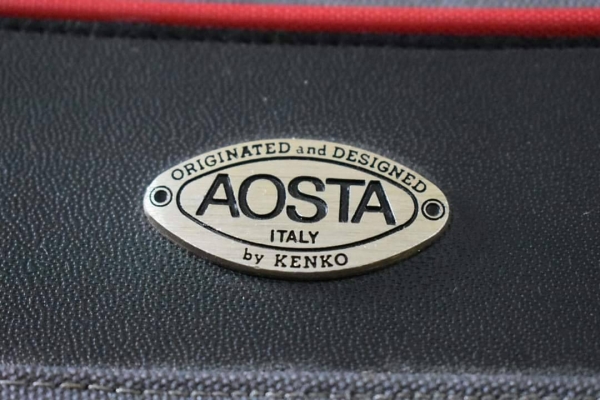 ORIGINATED and DESIGNED
AOSTA
ITALY
by KENKO